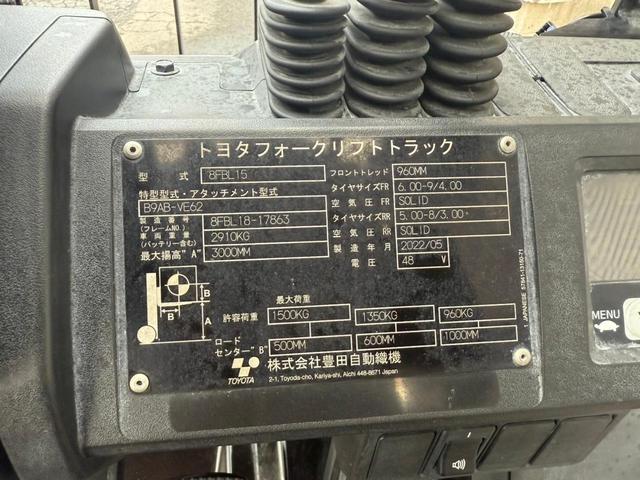 トヨタフォークリフトトラック
型式 8FBL15
特型型式・アタッチメント型式
B9AB-VE62
製造番号
(フレームNO.) 8FBL18-17863
車両重量
(バッテリー含む) 2910KG
最大揚高"A" 3000MM
フロントトレッド 960MM
タイヤサイズFR 6.00-9/4.00
空気圧FR SOLID
タイヤサイズRR 5.00-8/3.00
空気圧RR SOLID
製造年月 2022/05
電圧 48 V
B
B
A
最大荷重
許容荷重 1500KG 1350KG 960KG
ロード
センター"B" 500MM 600MM 1000MM
TOYOTA
株式会社豊田自動織機
2-1, Toyoda-cho, Kariya-shi, Aichi 448-8671 Japan
MENU